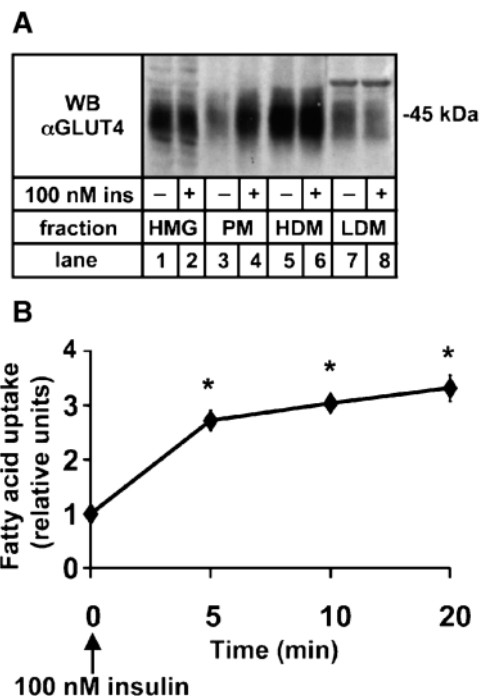 A
WB
αGLUT4
-45 kDa
100 nM ins – + – + – + – +
fraction HMG PM HDM LDM
lane 1 2 3 4 5 6 7 8
B
Fatty acid uptake
(relative units)
4
3
2
1
0
* * *
0 5 10 20
Time (min)
100 nM insulin